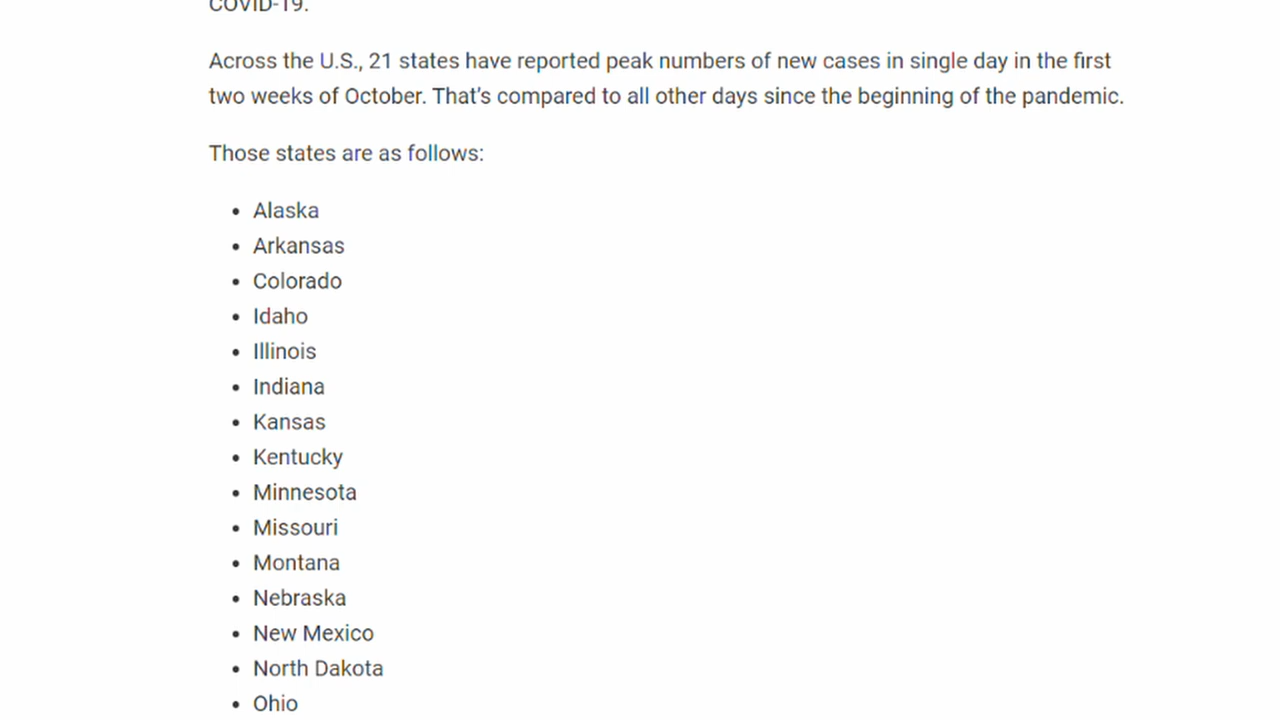 COVID-19.
Across the U.S., 21 states have reported peak numbers of new cases in single day in the first
two weeks of October. That's compared to all other days since the beginning of the pandemic.
Those states are as follows:
• Alaska
• Arkansas
• Colorado
• Idaho
• Illinois
• Indiana
• Kansas
• Kentucky
• Minnesota
• Missouri
• Montana
• Nebraska
• New Mexico
• North Dakota
• Ohio